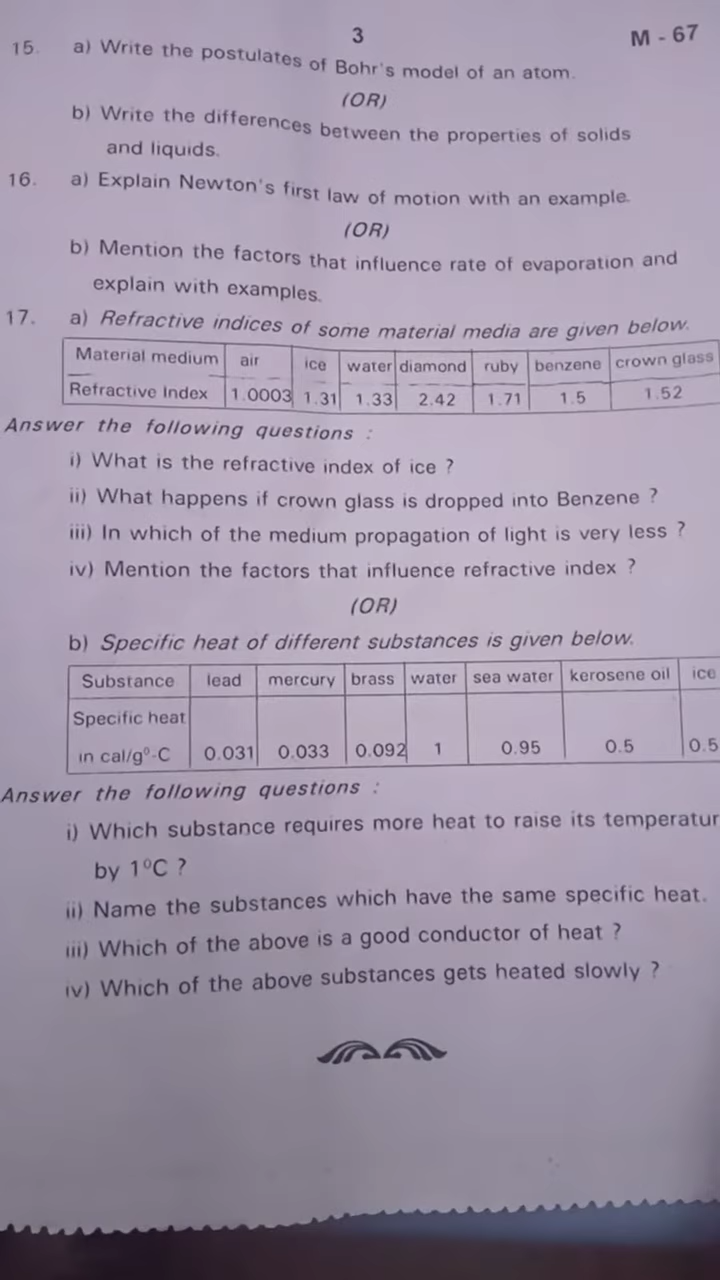 3
M - 67
15. a) Write the postulates of Bohr's model of an atom.
(OR)
b) Write the differences between the properties of solids
and liquids.
16. a) Explain Newton's first law of motion with an example.
(OR)
b) Mention the factors that influence rate of evaporation and
explain with examples.
17. a) Refractive indices of some material media are given below.
Material medium air ice water diamond ruby benzene crown glass
Refractive Index 1.0003 1.31 1.33 2.42 1.71 1.5 1.52
Answer the following questions :
i) What is the refractive index of ice ?
ii) What happens if crown glass is dropped into Benzene ?
iii) In which of the medium propagation of light is very less ?
iv) Mention the factors that influence refractive index ?
(OR)
b) Specific heat of different substances is given below.
Substance lead mercury brass water sea water kerosene oil ice
Specific heat
in cal/g⁰-C 0.031 0.033 0.092 1 0.95 0.5 0.5
Answer the following questions :
i) Which substance requires more heat to raise its temperatur
by 1⁰C ?
ii) Name the substances which have the same specific heat.
iii) Which of the above is a good conductor of heat ?
iv) Which of the above substances gets heated slowly ?